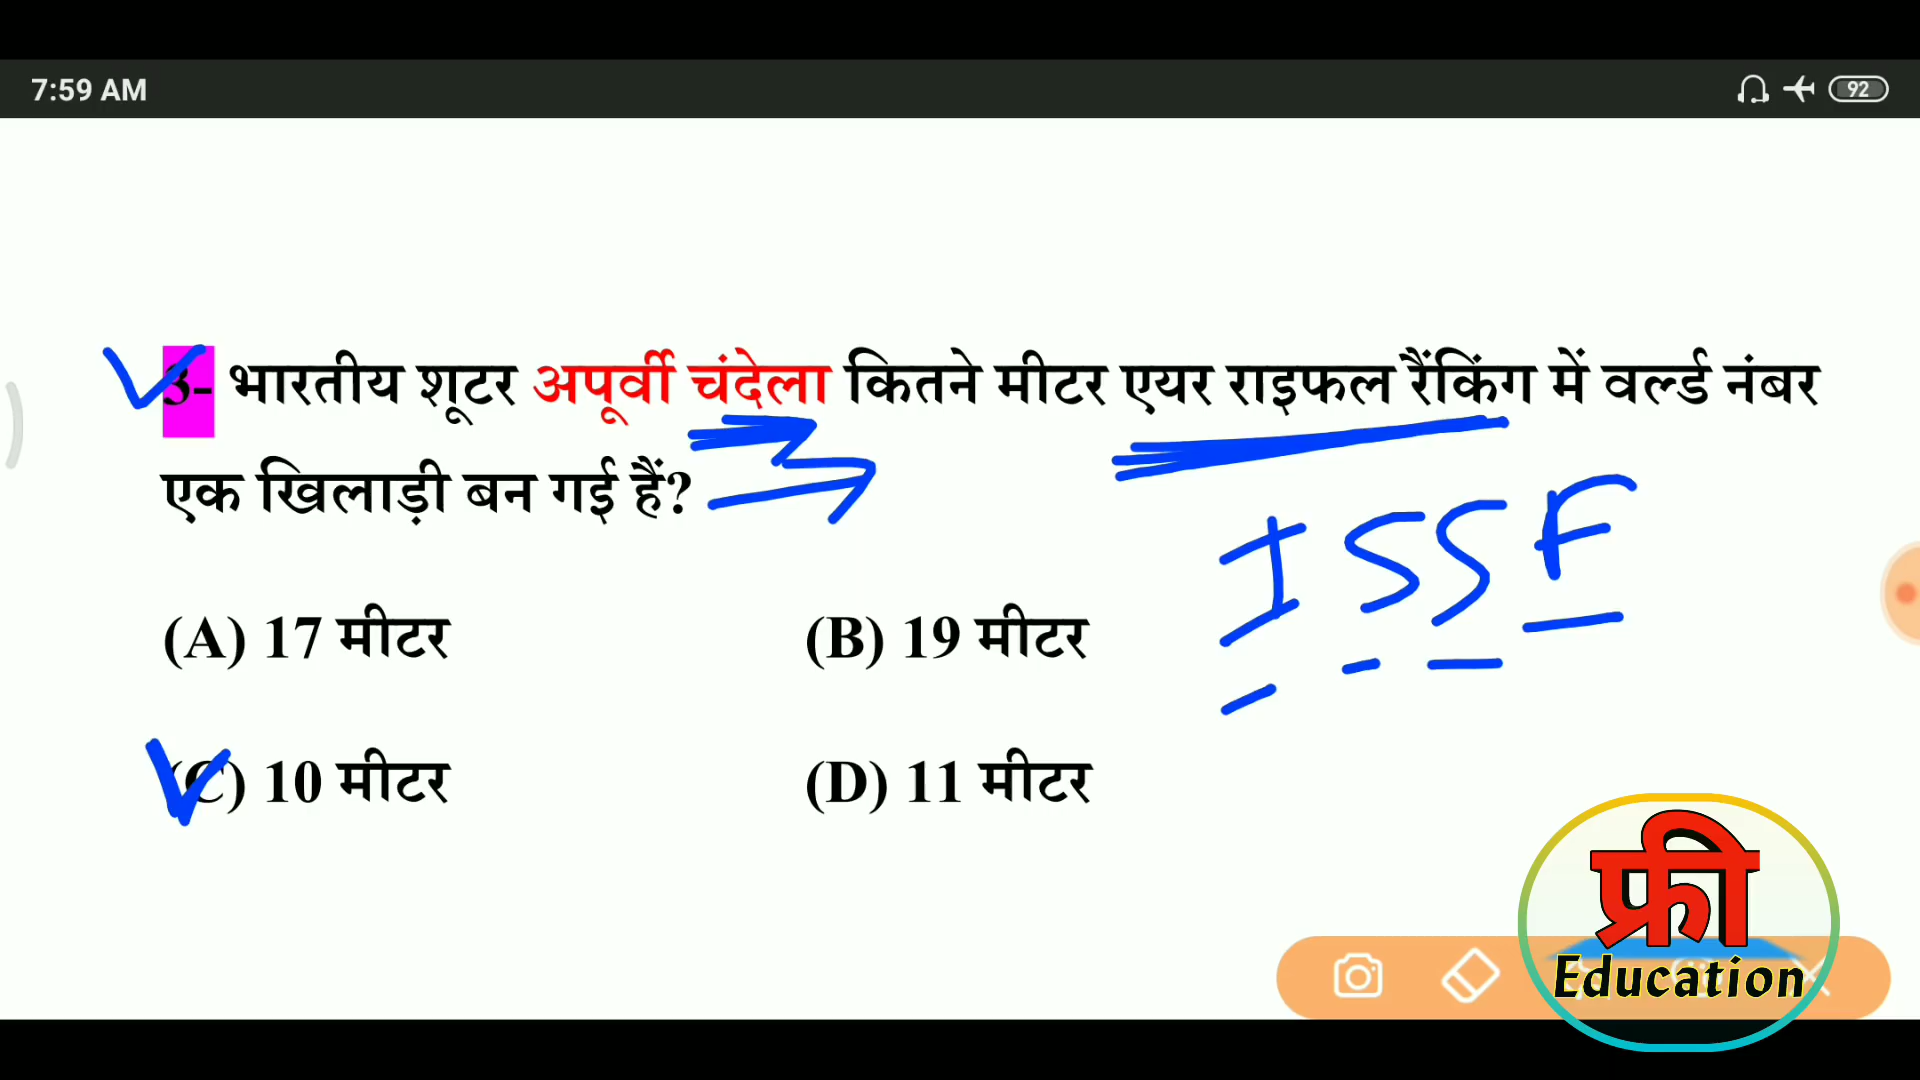 7:59 AM
92
3- भारतीय शूटर अपूर्वी चंदेला कितने मीटर एयर राइफल रैंकिंग में वर्ल्ड नंबर
एक खिलाड़ी बन गई हैं?
ISSF
(A) 17 मीटर (B) 19 मीटर
(C) 10 मीटर (D) 11 मीटर
फ्री
Education